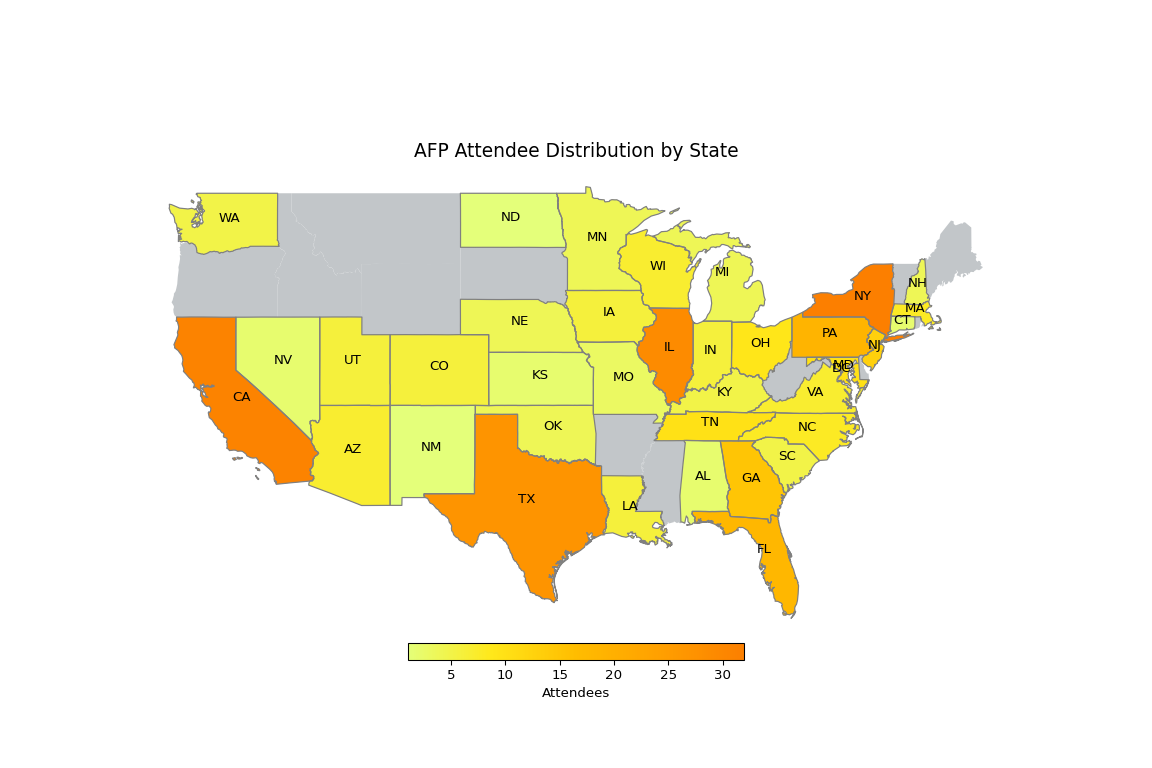 AFP Attendee Distribution by State
WA
ND
MN
WI
MI
NH
NY
MA
CT
NE
IA
PA
NJ
NV
UT
CO
IL
IN
OH
MD
DC
KS
MO
CA
KY
VA
OK
TN
NC
AZ
NM
SC
AL
GA
TX
LA
FL
5 10 15 20 25 30
Attendees